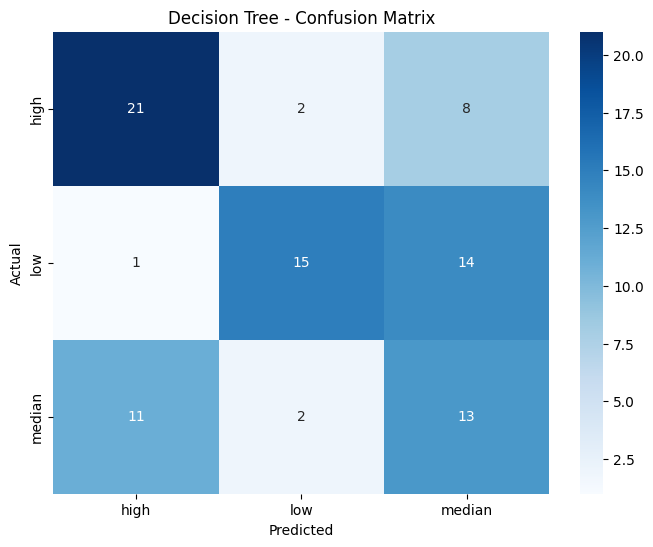 Decision Tree - Confusion Matrix
high
low
median
Actual
21
2
8
1
15
14
11
2
13
high
low
median
Predicted
20.0
17.5
15.0
12.5
10.0
7.5
5.0
2.5